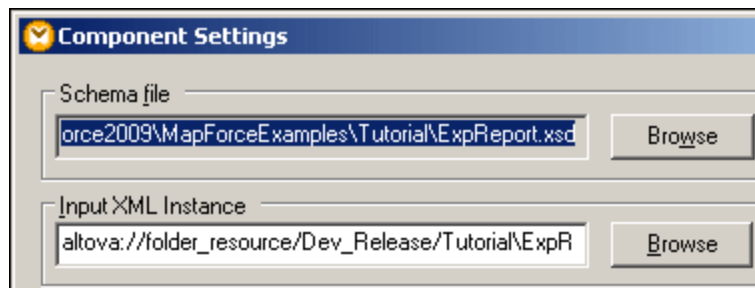 Component Settings
Schema file
orce2009\MapForceExamples\Tutorial\ExpReport.xsd
Browse
Input XML Instance
altova://folder_resource/Dev_Release/Tutorial\ExpR
Browse